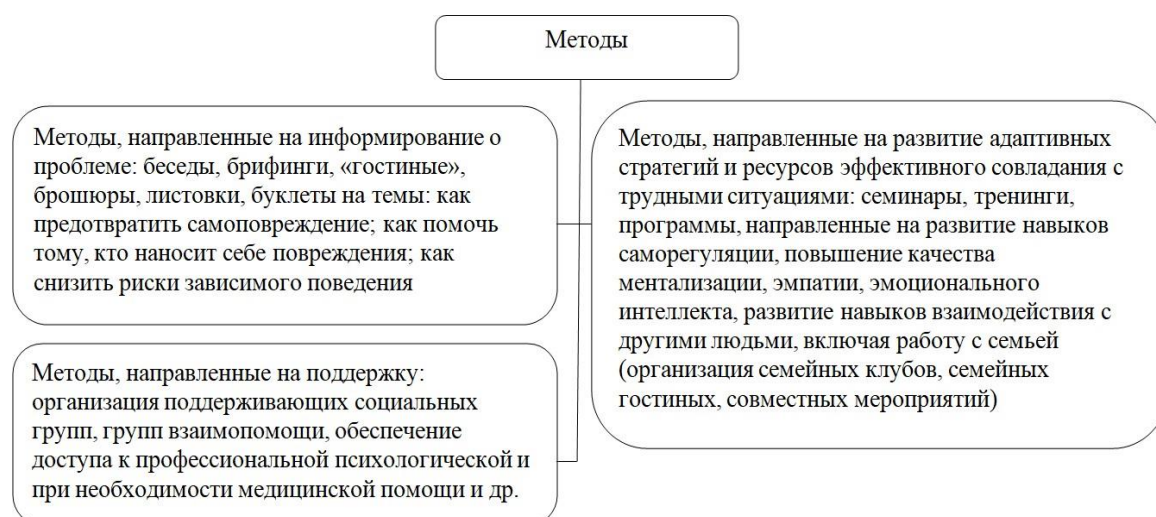 Методы
Методы, направленные на информирование о
проблеме: беседы, брифинги, «гостиные»,
брошюры, листовки, буклеты на темы: как
предотвратить самоповреждение; как помочь
тому, кто наносит себе повреждения; как
снизить риски зависимого поведения
Методы, направленные на поддержку:
организация поддерживающих социальных
групп, групп взаимопомощи, обеспечение
доступа к профессиональной психологической и
при необходимости медицинской помощи и др.
Методы, направленные на развитие адаптивных
стратегий и ресурсов эффективного совладания с
трудными ситуациями: семинары, тренинги,
программы, направленные на развитие навыков
саморегуляции, повышение качества
ментализации, эмпатии, эмоционального
интеллекта, развитие навыков взаимодействия с
другими людьми, включая работу с семьей
(организация семейных клубов, семейных
гостиных, совместных мероприятий)